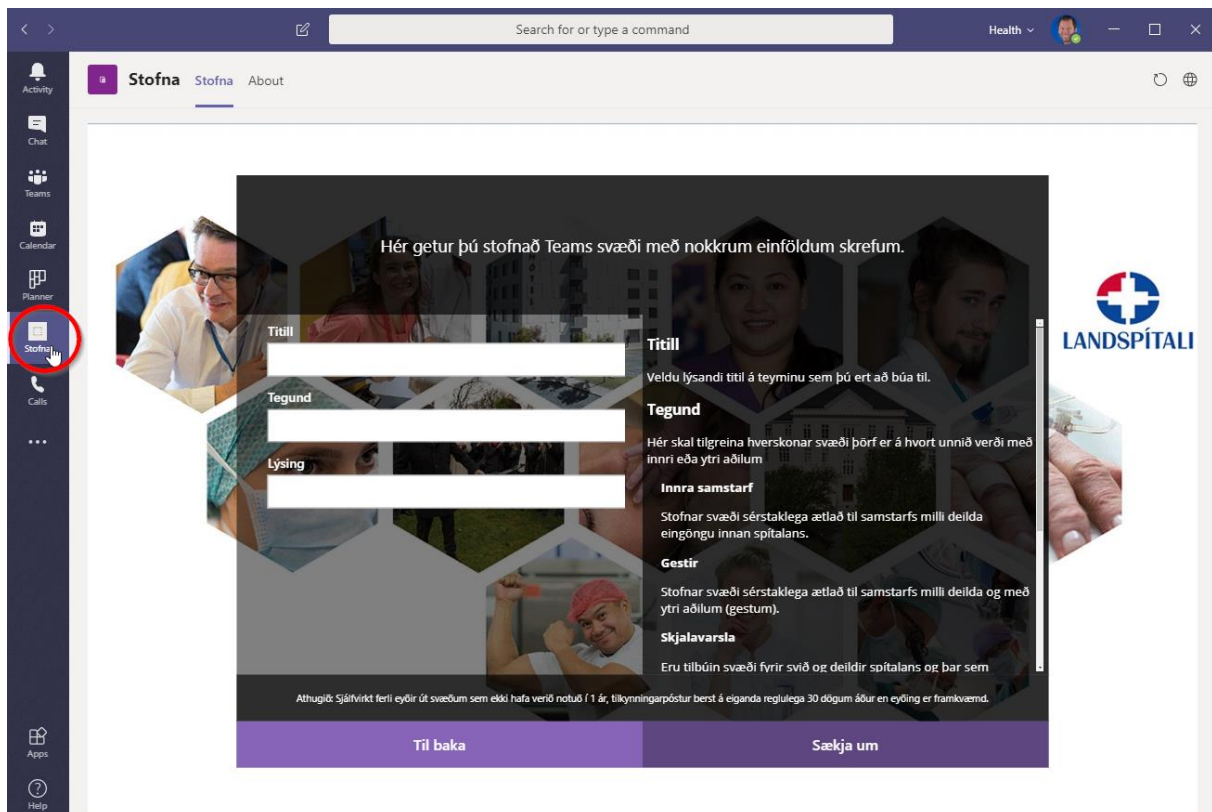 Search for or type a command
Health
Activity
Chat
Teams
Calendar
Planner
Stofna
Calls
Apps
Help
Stofna Stofna About
Hér getur þú stofnað Teams svæði með nokkrum einföldum skrefum.
Titill
Tegund
Lýsing
Titill
Veldu lýsandi titil á teyminu sem þú ert að búa til.
Tegund
Hér skal tilgreina hverskonar svæði þörf er á hvort unnið verði með
innri eða ytri aðilum
Innra samstarf
Stofnar svæði sérstaklega ætlað til samstarfs milli deilda
eingöngu innan spítalans.
Gestir
Stofnar svæði sérstaklega ætlað til samstarfs milli deilda og með
ytri aðilum (gestum).
Skjalavarsla
Eru tilbúin svæði fyrir svið og deildir spítalans og þar sem
LANDSPÍTALI
Athugið: Sjálfvirkt ferli eyðir út svæðum sem ekki hafa verið notuð í 1 ár, tilkynningarpóstur berst á eiganda reglulega 30 dögum áður en eyðing er framkvæmd.
Til baka
Sækja um